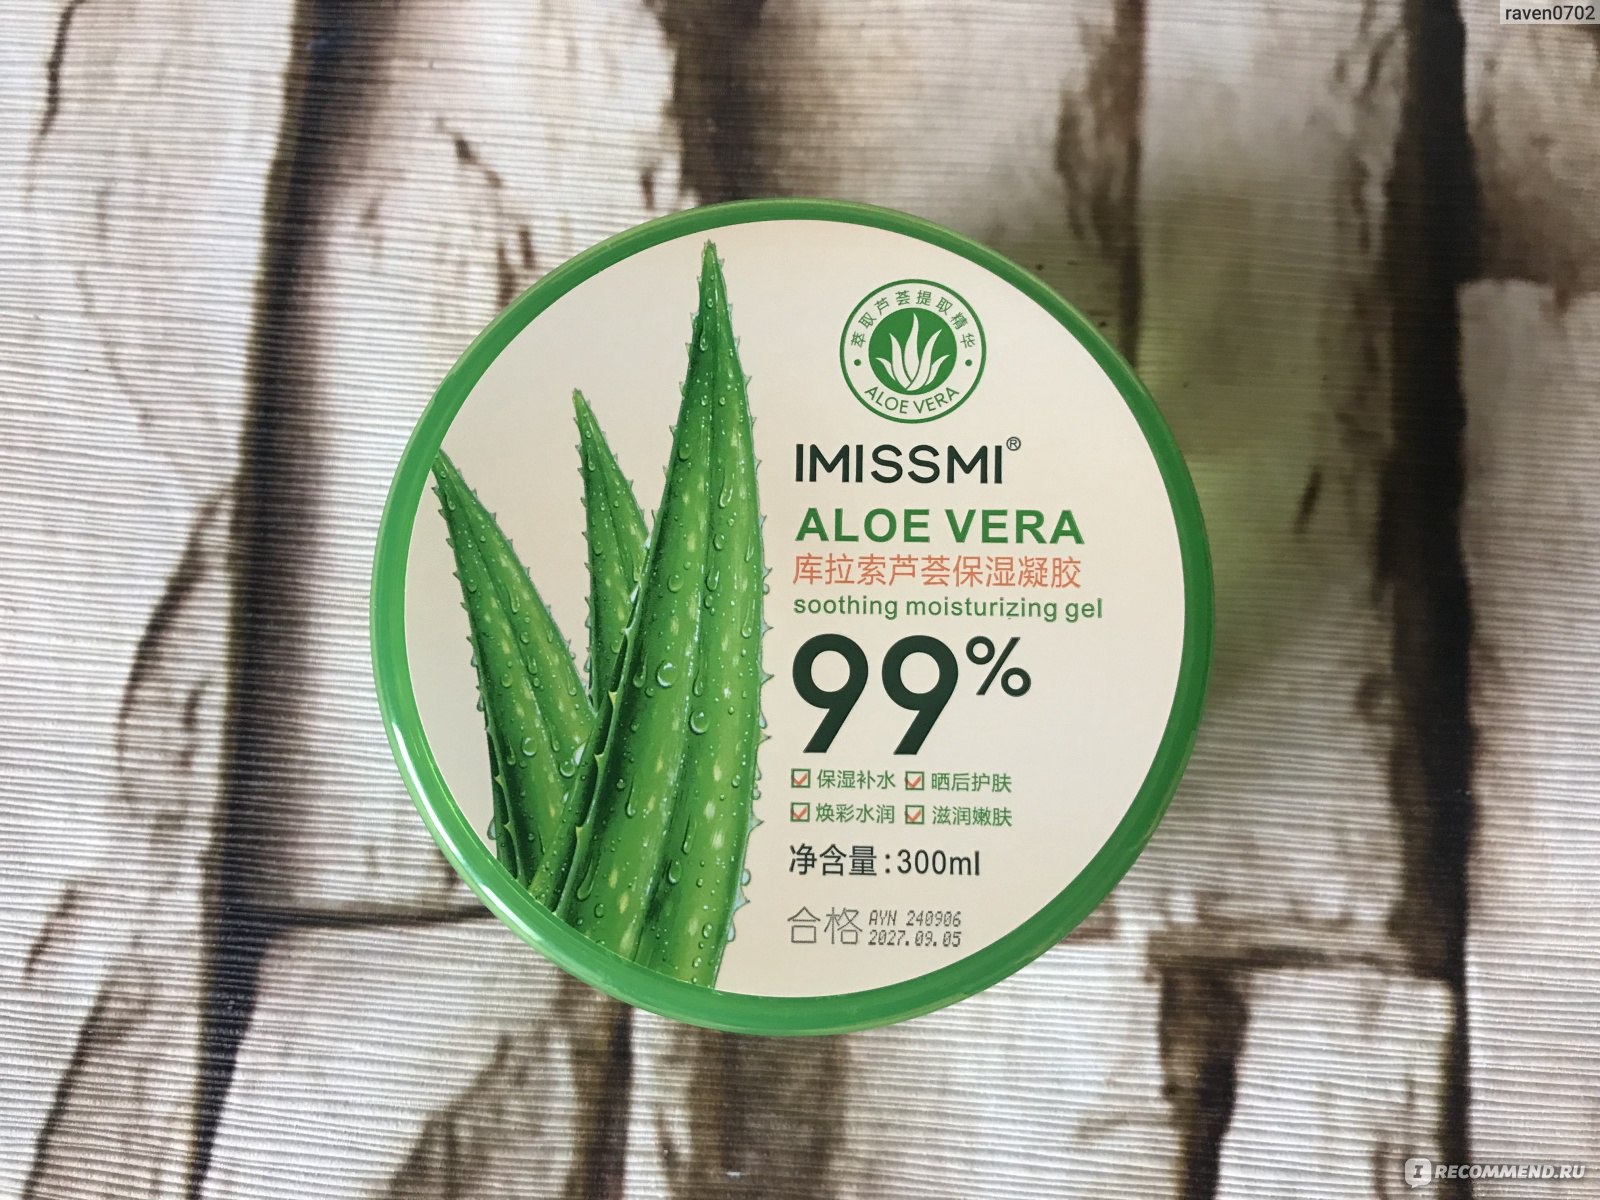 raven0702
萃取芦荟提取精华
ALOE VERA
IMISSMI®
ALOE VERA
库拉索芦荟保湿凝胶
soothing moisturizing gel
99%
保湿补水 晒后护肤
焕彩水润 滋润嫩肤
净含量:300ml
合格 AYN 240906
2027.09.05
IRECOMMEND.RU